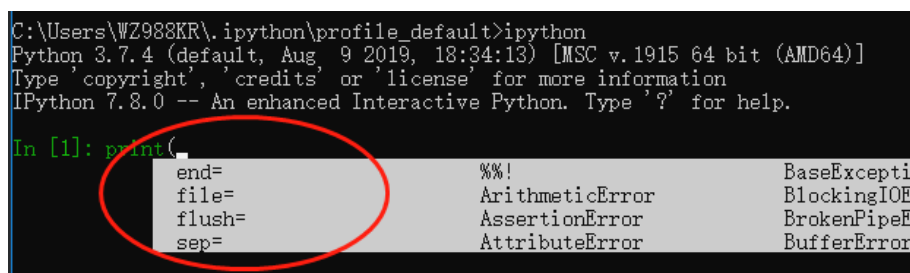 C:\Users\WZ988KR\.ipython\profile_default>ipython
Python 3.7.4 (default, Aug  9 2019, 18:34:13) [MSC v.1915 64 bit (AMD64)]
Type 'copyright', 'credits' or 'license' for more information
IPython 7.8.0 -- An enhanced Interactive Python. Type '?' for help.
In [1]: print(
end= %%! BaseExcepti
file= ArithmeticError BlockingIOE
flush= AssertionError BrokenPipeE
sep= AttributeError BufferError